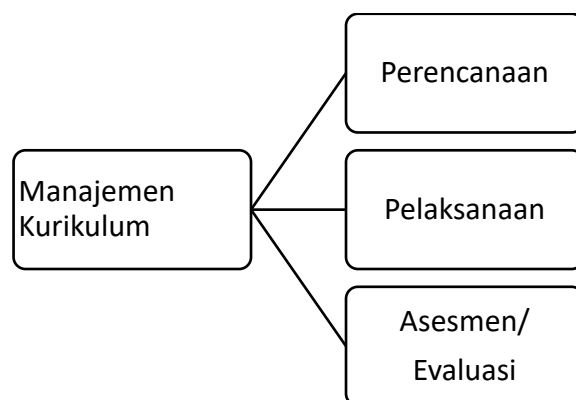 Manajemen
Kurikulum
Perencanaan
Pelaksanaan
Asesmen/
Evaluasi